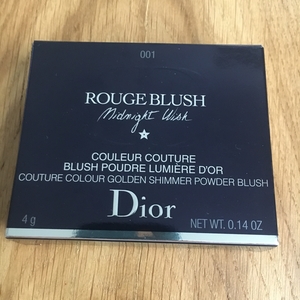 001
ROUGE BLUSH
Midnight Wish
COULEUR COUTURE
BLUSH POUDRE LUMIÈRE D'OR
COUTURE COLOUR GOLDEN SHIMMER POWDER BLUSH
Dior
4 g
NET WT. 0.14 OZ